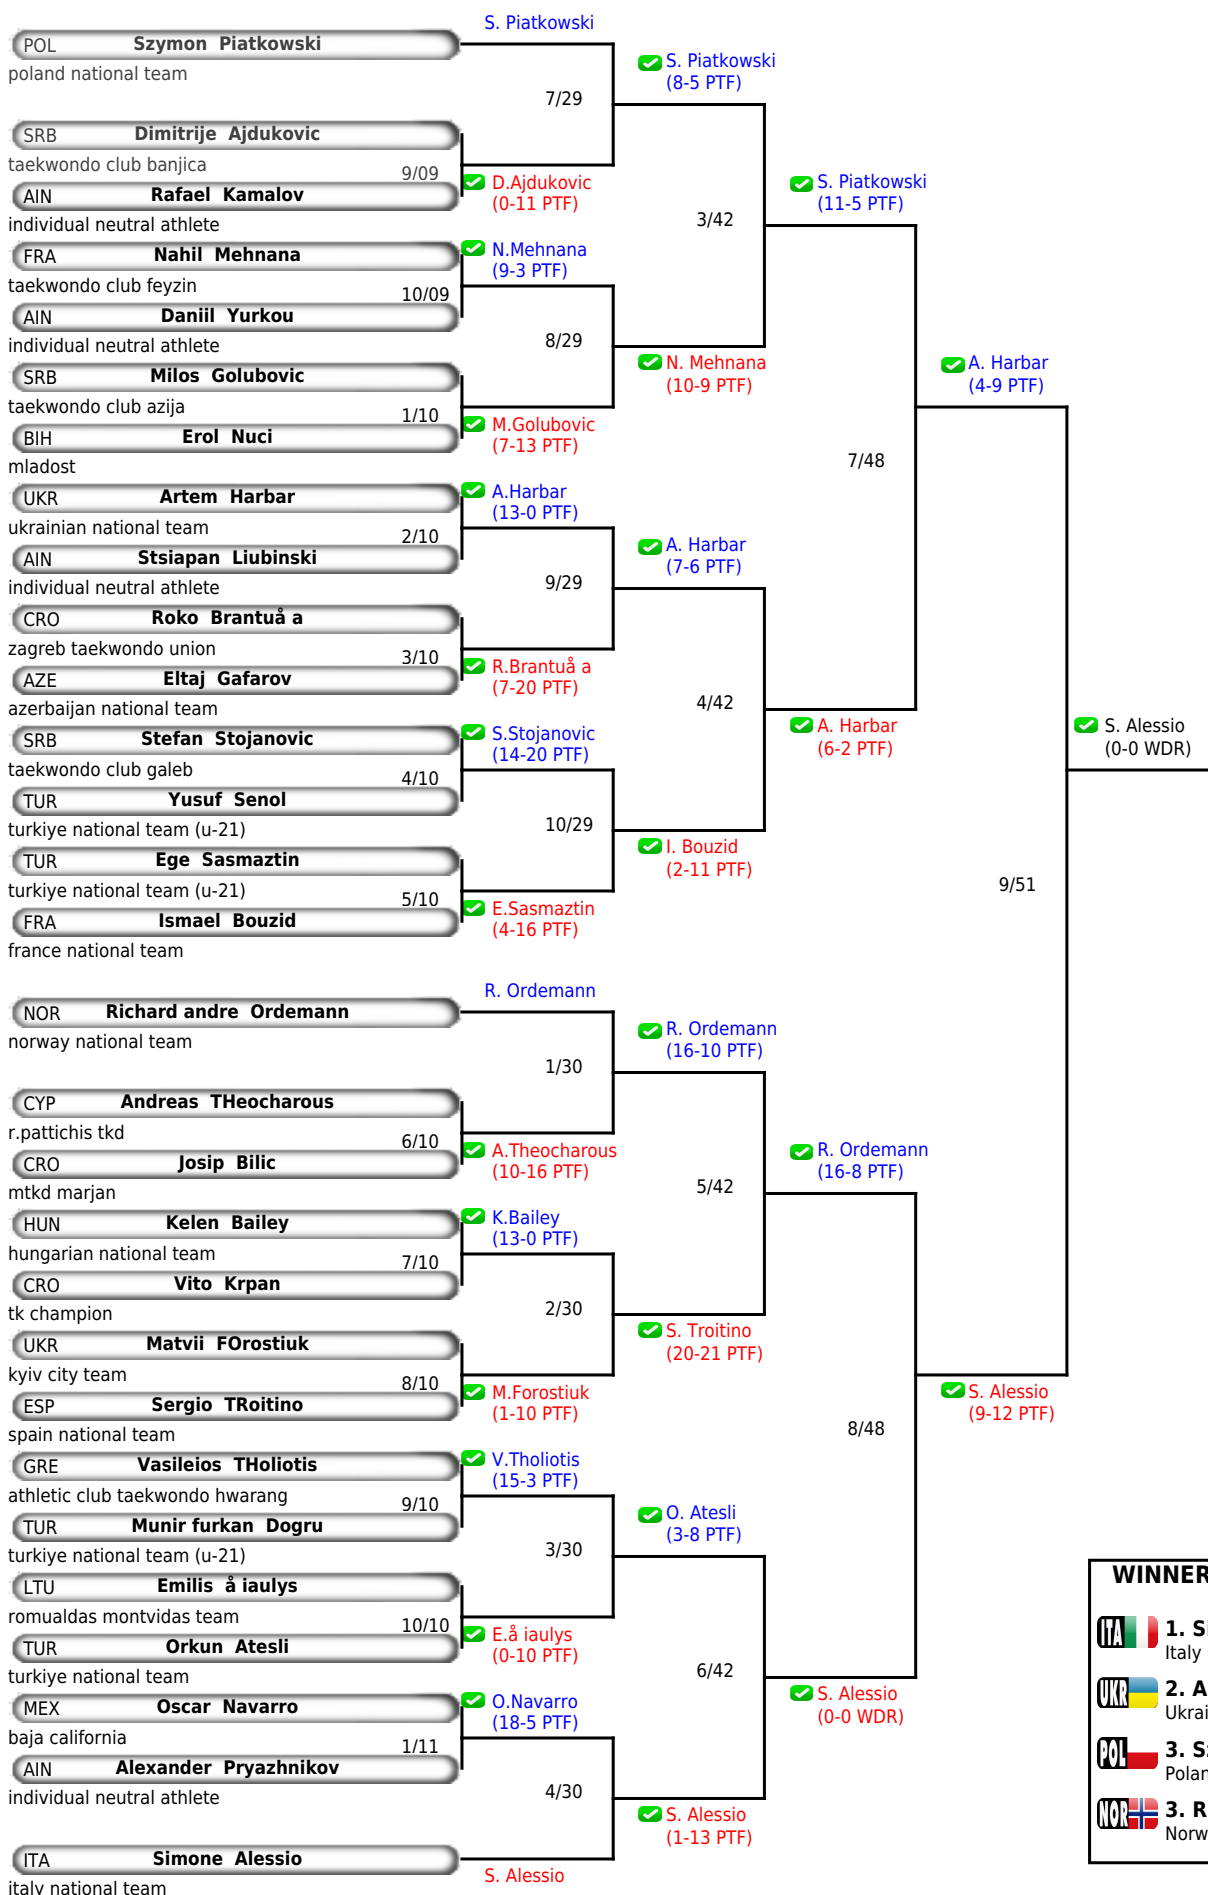 S. Piatkowski
POL Szymon Piatkowski
poland national team
S. Piatkowski
(8-5 PTF)
7/29
SRB Dimitrije Ajdukovic
taekwondo club banjica
9/09
AIN Rafael Kamalov
individual neutral athlete
D.Ajdukovic
(0-11 PTF)
S. Piatkowski
(11-5 PTF)
3/42
FRA Nahil Mehnana
taekwondo club feyzin
N.Mehnana
(9-3 PTF)
10/09
AIN Daniil Yurkou
individual neutral athlete
8/29
N. Mehnana
(10-9 PTF)
A. Harbar
(4-9 PTF)
SRB Milos Golubovic
taekwondo club azija
1/10
BIH Erol Nuci
mladost
M.Golubovic
(7-13 PTF)
7/48
UKR Artem Harbar
ukrainian national team
A.Harbar
(13-0 PTF)
2/10
AIN Stsiapan Liubinski
individual neutral athlete
A. Harbar
(7-6 PTF)
9/29
CRO Roko Brantuå a
zagreb taekwondo union
3/10
AZE Eltaj Gafarov
azerbaijan national team
R.Brantuå a
(7-20 PTF)
4/42
A. Harbar
(6-2 PTF)
S. Alessio
(0-0 WDR)
SRB Stefan Stojanovic
taekwondo club galeb
S.Stojanovic
(14-20 PTF)
4/10
TUR Yusuf Senol
turkiye national team (u-21)
10/29
I. Bouzid
(2-11 PTF)
TUR Ege Sasmaztin
turkiye national team (u-21)
5/10
FRA Ismael Bouzid
france national team
E.Sasmaztin
(4-16 PTF)
9/51
R. Ordemann
NOR Richard andre Ordemann
norway national team
R. Ordemann
(16-10 PTF)
1/30
CYP Andreas THeocharous
r.pattichis tkd
6/10
CRO Josip Bilic
mtkd marjan
A.Theocharous
(10-16 PTF)
R. Ordemann
(16-8 PTF)
5/42
HUN Kelen Bailey
hungarian national team
K.Bailey
(13-0 PTF)
7/10
CRO Vito Krpan
tk champion
2/30
S. Troitino
(20-21 PTF)
UKR Matvii FOrostiuk
kyiv city team
8/10
ESP Sergio TRoitino
spain national team
M.Forostiuk
(1-10 PTF)
S. Alessio
(9-12 PTF)
8/48
GRE Vasileios THoliotis
athletic club taekwondo hwarang
V.Tholiotis
(15-3 PTF)
9/10
TUR Munir furkan Dogru
turkiye national team (u-21)
O. Atesli
(3-8 PTF)
3/30
LTU Emilis å iaulys
romualdas montvidas team
10/10
TUR Orkun Atesli
turkiye national team
E.å iaulys
(0-10 PTF)
6/42
S. Alessio
(0-0 WDR)
MEX Oscar Navarro
baja california
O.Navarro
(18-5 PTF)
1/11
AIN Alexander Pryazhnikov
individual neutral athlete
4/30
S. Alessio
(1-13 PTF)
ITA Simone Alessio
italy national team
S. Alessio
WINNER
ITA 1. Si
Italy
UKR 2. A
Ukrai
POL 3. S
Polan
NOR 3. R
Norw